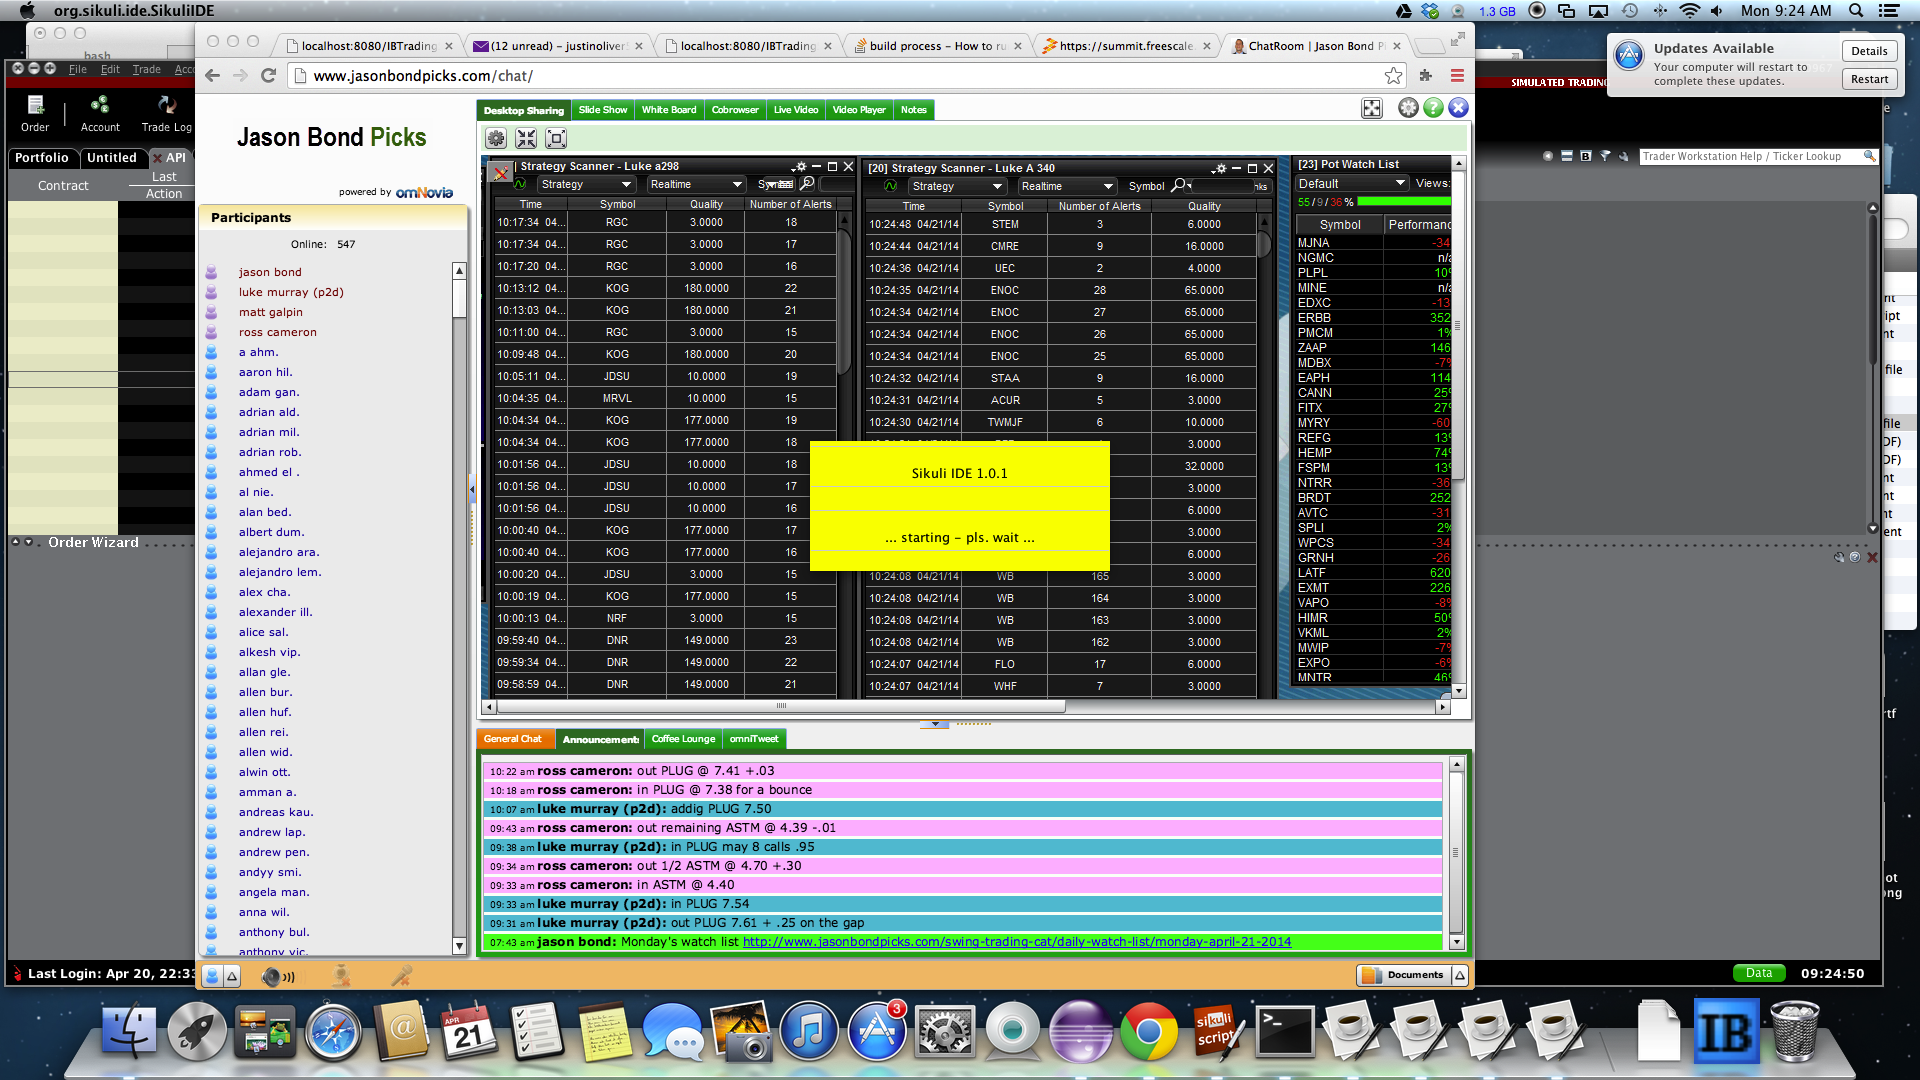 org.sikuli.ide.SikuliIDE
1.3 GB
Mon 9:24 AM
bash
localhost:8080/IBTrading
(12 unread) – justinoliver
localhost:8080/IBTrading
build process – How to ru
https://summit.freescale.
ChatRoom | Jason Bond P
www.jasonbondpicks.com/chat/
Updates Available
Your computer will restart to
complete these updates.
Details
Restart
File Edit Trade Acc
SIMULATED TRADING
Order
Account
Trade Log
Portfolio
Untitled
API
Contract
Last
Action
Order Wizard
Last Login: Apr 20, 22:33
Trader Workstation Help / Ticker Lookup
Data
09:24:50
Jason Bond Picks
powered by omNovia
Participants
Online: 547
jason bond
luke murray (p2d)
matt galpin
ross cameron
a ahm.
aaron hil.
adam gan.
adrian ald.
adrian mil.
adrian rob.
ahmed el .
al nie.
alan bed.
albert dum.
alejandro ara.
alejandro lem.
alex cha.
alexander ill.
alice sal.
alkesh vip.
allan gle.
allen bur.
allen huf.
allen rei.
allen wid.
alwin ott.
amman a.
andreas kau.
andrew lap.
andrew pen.
andyy smi.
angela man.
anna wil.
anthony bul.
anthony vic.
Desktop Sharing
Slide Show
White Board
Cobrowser
Live Video
Video Player
Notes
Strategy Scanner - Luke a298
Strategy
Realtime
Time Symbol Quality Number of Alerts
10:17:34 04... RGC 3.0000 18
10:17:34 04... RGC 3.0000 17
10:17:20 04... RGC 3.0000 16
10:13:12 04... KOG 180.0000 22
10:13:03 04... KOG 180.0000 21
10:11:00 04... RGC 3.0000 15
10:09:48 04... KOG 180.0000 20
10:05:11 04... JDSU 10.0000 19
10:04:35 04... MRVL 10.0000 15
10:04:34 04... KOG 177.0000 19
10:04:34 04... KOG 177.0000 18
10:01:56 04... JDSU 10.0000 18
10:01:56 04... JDSU 10.0000 17
10:01:56 04... JDSU 10.0000 16
10:00:40 04... KOG 177.0000 17
10:00:40 04... KOG 177.0000 16
10:00:20 04... JDSU 3.0000 15
10:00:19 04... KOG 177.0000 15
10:00:13 04... NRF 3.0000 15
09:59:40 04... DNR 149.0000 23
09:59:34 04... DNR 149.0000 22
09:58:59 04... DNR 149.0000 21
[20] Strategy Scanner - Luke A 340
Strategy
Realtime
Symbol
Time Symbol Number of Alerts Quality
10:24:48 04/21/14 STEM 3 6.0000
10:24:44 04/21/14 CMRE 9 16.0000
10:24:36 04/21/14 UEC 2 4.0000
10:24:35 04/21/14 ENOC 28 65.0000
10:24:34 04/21/14 ENOC 27 65.0000
10:24:34 04/21/14 ENOC 26 65.0000
10:24:34 04/21/14 ENOC 25 65.0000
10:24:32 04/21/14 STAA 9 16.0000
10:24:31 04/21/14 ACUR 5 3.0000
10:24:30 04/21/14 TWMJF 6 10.0000
3.0000
32.0000
3.0000
6.0000
3.0000
6.0000
10:24:08 04/21/14 WB 165 3.0000
10:24:08 04/21/14 WB 164 3.0000
10:24:08 04/21/14 WB 163 3.0000
10:24:08 04/21/14 WB 162 3.0000
10:24:07 04/21/14 FLO 17 6.0000
10:24:07 04/21/14 WHF 7 3.0000
Sikuli IDE 1.0.1
... starting – pls. wait ...
[23] Pot Watch List
Default
Views:
55 / 9 / 36 %
Symbol Performanc
MJNA -34
NGMC n/a
PLPL 10%
MINE n/a
EDXC -13
ERBB 352
PMCM 1%
ZAAP 146
MDBX -7%
EAPH 114
CANN 25%
FITX 27%
MYRY -60
REFG 13%
HEMP 74%
FSPM 13%
NTRR -36
BRDT 252
AVTC -31
SPLI 2%
WPCS -34
GRNH -26
LATF 620
EXMT 226
VAPO -8%
HIMR 50%
VKML 2%
MWIP -7%
EXPO -6%
MNTR 46%
General Chat
Announcements
Coffee Lounge
omniTweet
10:22 am ross cameron: out PLUG @ 7.41 +.03
10:18 am ross cameron: in PLUG @ 7.38 for a bounce
10:07 am luke murray (p2d): addig PLUG 7.50
09:43 am ross cameron: out remaining ASTM @ 4.39 -.01
09:38 am luke murray (p2d): in PLUG may 8 calls .95
09:34 am ross cameron: out 1/2 ASTM @ 4.70 +.30
09:33 am ross cameron: in ASTM @ 4.40
09:33 am luke murray (p2d): in PLUG 7.54
09:31 am luke murray (p2d): out PLUG 7.61 + .25 on the gap
07:43 am jason bond: Monday's watch list http://www.jasonbondpicks.com/swing-trading-cat/daily-watch-list/monday-april-21-2014
Documents
APR
21
3
sikuli
script
IB